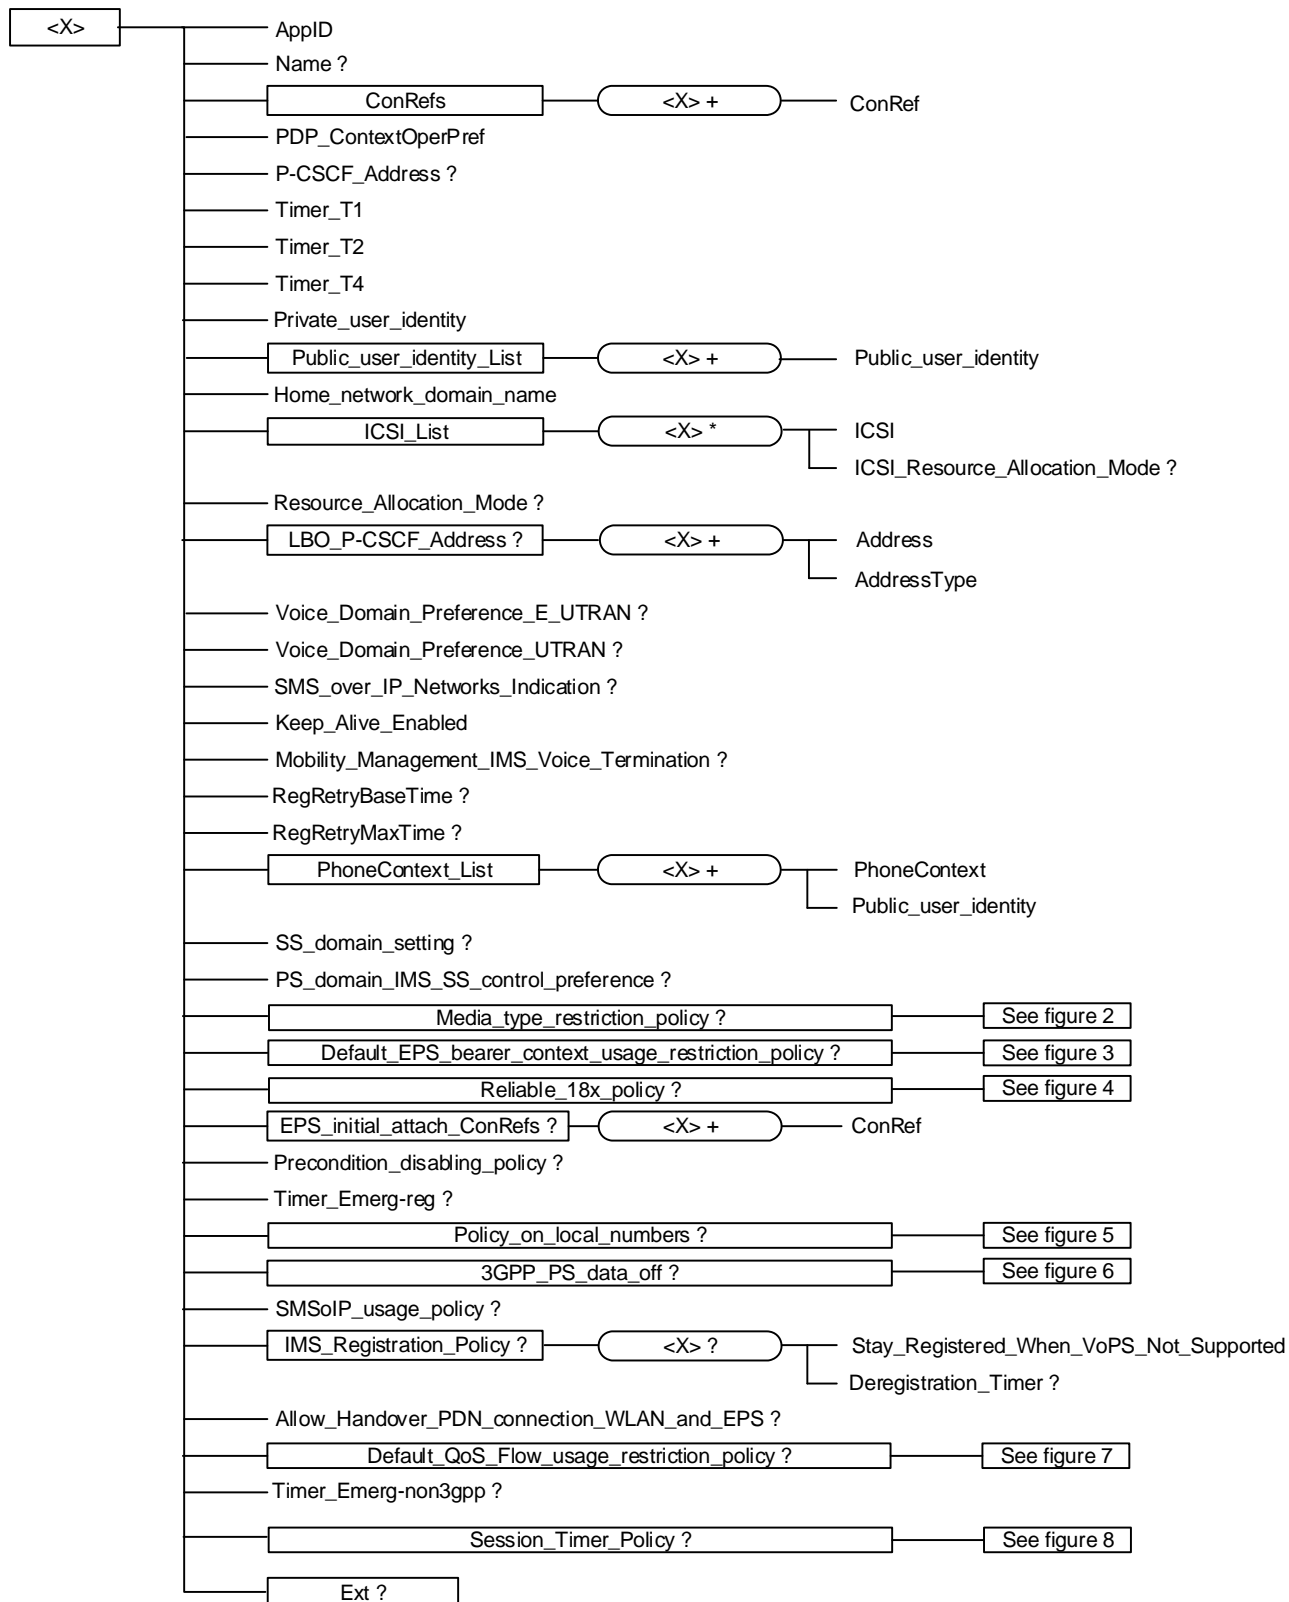 <X>
AppID
Name ?
ConRefs <X> + ConRef
PDP_ContextOperPref
P-CSCF_Address ?
Timer_T1
Timer_T2
Timer_T4
Private_user_identity
Public_user_identity_List <X> + Public_user_identity
Home_network_domain_name
ICSI_List <X> * ICSI
ICSI_Resource_Allocation_Mode ?
Resource_Allocation_Mode ?
LBO_P-CSCF_Address ? <X> + Address
AddressType
Voice_Domain_Preference_E_UTRAN ?
Voice_Domain_Preference_UTRAN ?
SMS_over_IP_Networks_Indication ?
Keep_Alive_Enabled
Mobility_Management_IMS_Voice_Termination ?
RegRetryBaseTime ?
RegRetryMaxTime ?
PhoneContext_List <X> + PhoneContext
Public_user_identity
SS_domain_setting ?
PS_domain_IMS_SS_control_preference ?
Media_type_restriction_policy ? See figure 2
Default_EPS_bearer_context_usage_restriction_policy ? See figure 3
Reliable_18x_policy ? See figure 4
EPS_initial_attach_ConRefs ? <X> + ConRef
Precondition_disabling_policy ?
Timer_Emerg-reg ?
Policy_on_local_numbers ? See figure 5
3GPP_PS_data_off ? See figure 6
SMSoIP_usage_policy ?
IMS_Registration_Policy ? <X> ? Stay_Registered_When_VoPS_Not_Supported
Deregistration_Timer ?
Allow_Handover_PDN_connection_WLAN_and_EPS ?
Default_QoS_Flow_usage_restriction_policy ? See figure 7
Timer_Emerg-non3gpp ?
Session_Timer_Policy ? See figure 8
Ext ?